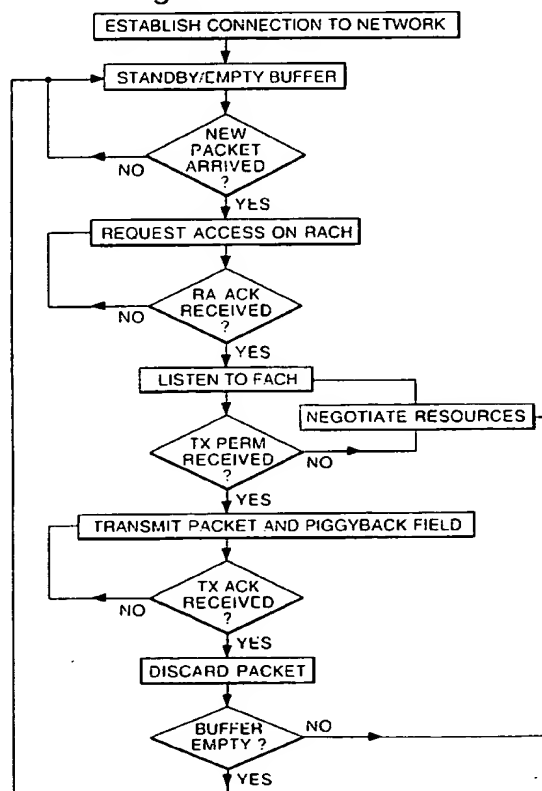 ESTABLISH CONNECTION TO NETWORK
STANDBY/EMPTY BUFFER
NEW
PACKET
ARRIVED
?
NO
YES
REQUEST ACCESS ON RACH
RA ACK
RECEIVED
?
NO
YES
LISTEN TO FACH
NEGOTIATE RESOURCES
TX PERM
RECEIVED
?
NO
YES
TRANSMIT PACKET AND PIGGYBACK FIELD
TX ACK
RECEIVED
?
NO
YES
DISCARD PACKET
BUFFER
EMPTY ?
NO
YES